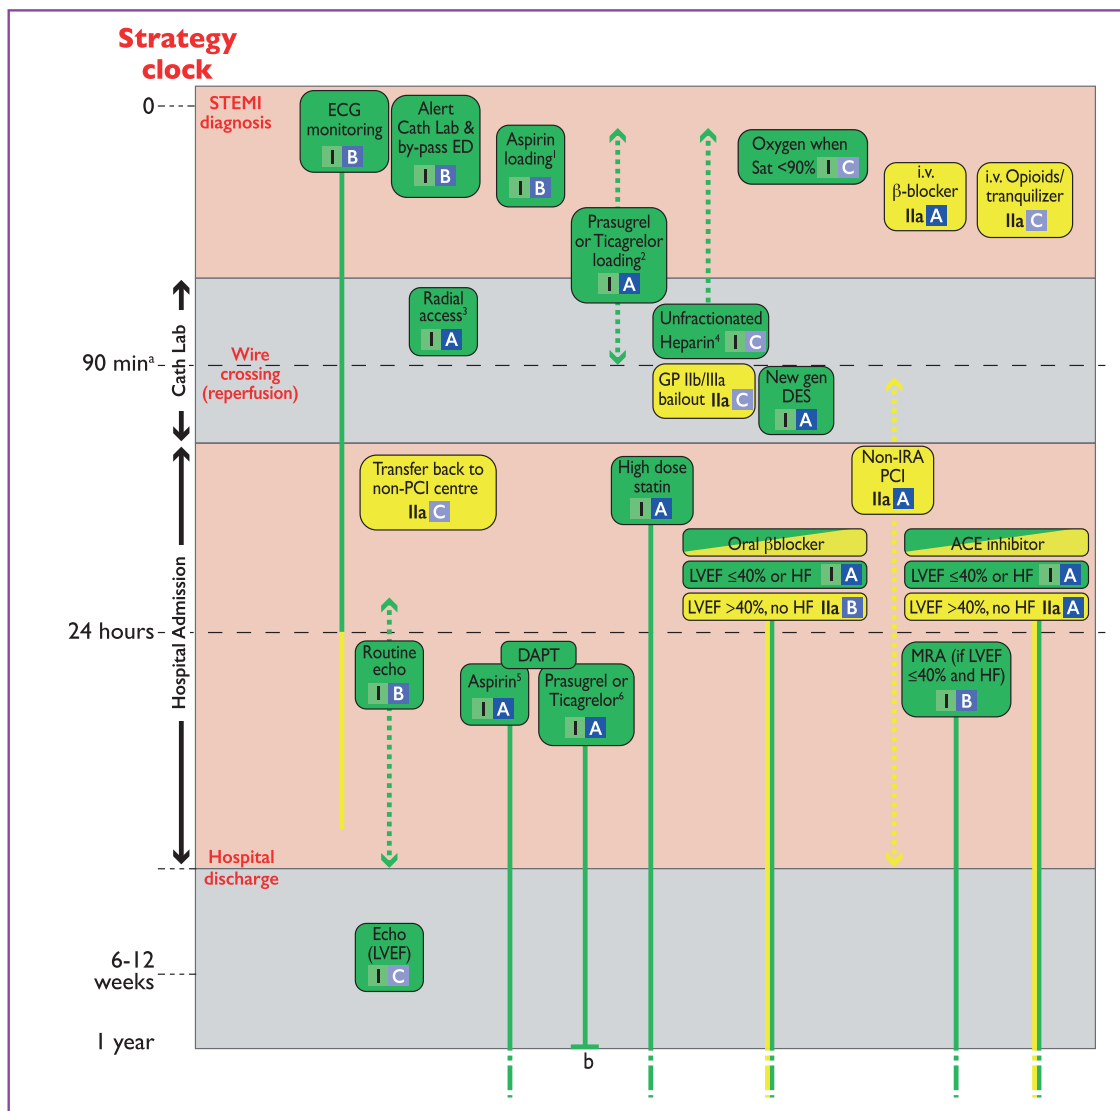 Strategy
clock
0
STEMI
diagnosis
ECG
monitoring
I B
Alert
Cath Lab &
by-pass ED
I B
Aspirin
loading¹
I B
Prasugrel
or Ticagrelor
loading²
I A
Oxygen when
Sat <90% I C
i.v.
β-blocker
IIa A
i.v. Opioids/
tranquilizer
IIa C
Cath Lab
90 minᵃ
Wire
crossing
(reperfusion)
Radial
access³
I A
Unfractionated
Heparin⁴ I C
GP IIb/IIIa
bailout IIa C
New gen
DES
I A
Hospital Admission
Transfer back to
non-PCI centre
IIa C
High dose
statin
I A
Non-IRA
PCI
IIa A
Oral βblocker
LVEF ≤40% or HF I A
LVEF >40%, no HF IIa B
ACE inhibitor
LVEF ≤40% or HF I A
LVEF >40%, no HF IIa A
24 hours
Routine
echo
I B
DAPT
Aspirin⁵
I A
Prasugrel or
Ticagrelor⁶
I A
MRA (if LVEF
≤40% and HF)
I B
Hospital
discharge
6-12
weeks
Echo
(LVEF)
I C
1 year
b